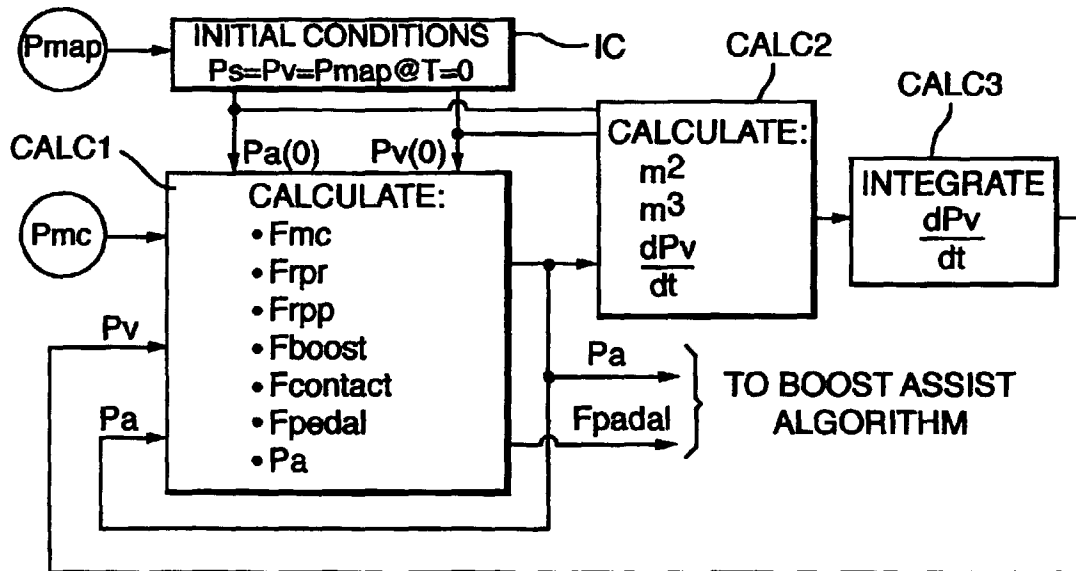 Pmap
INITIAL CONDITIONS
Ps=Pv=Pmap@T=0
IC
CALC2
CALC3
CALC1
Pa(0)
Pv(0)
CALCULATE:
m2
m3
dPv
dt
INTEGRATE
dPv
dt
Pmc
CALCULATE:
• Fmc
• Frpr
• Frpp
• Fboost
• Fcontact
• Fpedal
• Pa
Pv
Pa
Pa
Fpadal
TO BOOST ASSIST
ALGORITHM